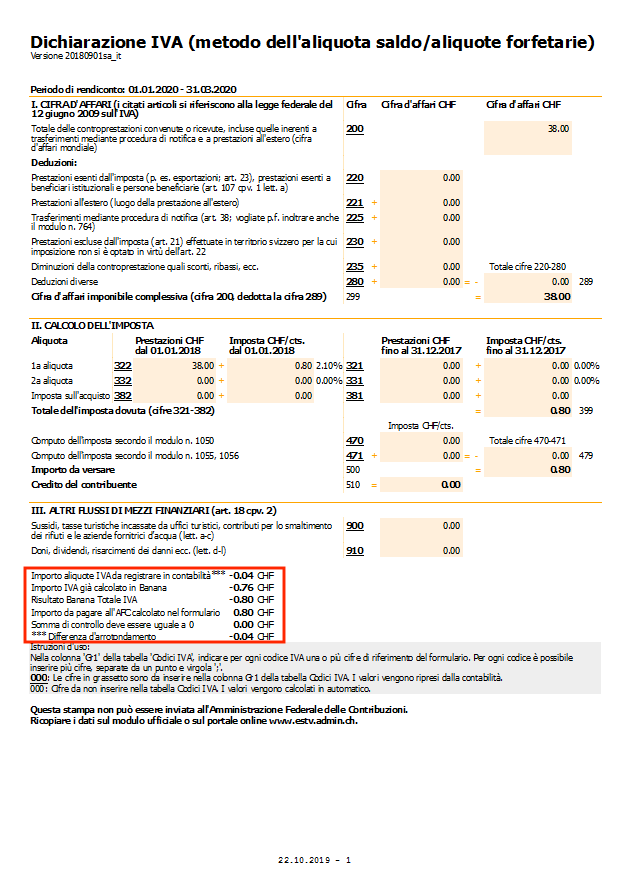 Dichiarazione IVA (metodo dell'aliquota saldo/aliquote forfetarie)
Versione 20180901sa_it
Periodo di rendiconto: 01.01.2020 - 31.03.2020
I. CIFRA D'AFFARI (i citati articoli si riferiscono alla legge federale del Cifra Cifra d'affari CHF Cifra d'affari CHF
12 giugno 2009 sull'IVA)
Totale delle controprestazioni convenute o ricevute, incluse quelle inerenti a 200 38.00
trasferimenti mediante procedura di notifica e a prestazioni all'estero (cifra
d'affari mondiale)
Deduzioni:
Prestazioni esenti dall'imposta (p. es. esportazioni; art. 23), prestazioni esenti a 220 0.00
beneficiari istituzionali e persone beneficiarie (art. 107 cpv. 1 lett. a)
Prestazioni all'estero (luogo della prestazione all'estero) 221 + 0.00
Trasferimenti mediante procedura di notifica (art. 38; vogliate p.f. inoltrare anche 225 + 0.00
il modulo n. 764)
Prestazioni escluse dall'imposta (art. 21) effettuate in territorio svizzero per la cui 230 + 0.00
imposizione non si è optato in virtù dell'art. 22
Diminuzioni della controprestazione quali sconti, ribassi, ecc. 235 + 0.00 Totale cifre 220-280
Deduzioni diverse 280 + 0.00 = - 0.00 289
Cifra d'affari imponibile complessiva (cifra 200, dedotta la cifra 289) 299 = 38.00
II. CALCOLO DELL'IMPOSTA
Aliquota Prestazioni CHF Imposta CHF/cts. Prestazioni CHF Imposta CHF/cts.
dal 01.01.2018 dal 01.01.2018 fino al 31.12.2017 fino al 31.12.2017
1a aliquota 322 38.00 + 0.80 2.10% 321 0.00 + 0.00 0.00%
2a aliquota 332 0.00 + 0.00 0.00% 331 0.00 + 0.00 0.00%
Imposta sull'acquisto 382 0.00 + 0.00 381 0.00 + 0.00
Totale dell'imposta dovuta (cifre 321-382) = 0.80 399
Imposta CHF/cts.
Computo dell'imposta secondo il modulo n. 1050 470 0.00 Totale cifre 470-471
Computo dell'imposta secondo il modulo n. 1055, 1056 471 + 0.00 = - 0.00 479
Importo da versare 500 = 0.80
Credito del contribuente 510 = 0.00
III. ALTRI FLUSSI DI MEZZI FINANZIARI (art. 18 cpv. 2)
Sussidi, tasse turistiche incassate da uffici turistici, contributi per lo smaltimento 900 0.00
dei rifiuti e le aziende fornitrici d'acqua (lett. a-c)
Doni, dividendi, risarcimenti dei danni ecc. (lett. d-l) 910 0.00
Importo aliquote IVA da registrare in contabilità*** -0.04 CHF
Importo IVA già calcolato in Banana -0.76 CHF
Risultato Banana Totale IVA -0.80 CHF
Importo da pagare all'AFC calcolato nel formulario 0.80 CHF
Somma di controllo deve essere uguale a 0 0.00 CHF
*** Differenza d'arrotondamento -0.04 CHF
Istruzioni d'uso:
Nella colonna 'Gr1' della tabella 'Codici IVA', indicare per ogni codice IVA una o più cifre di riferimento del formulario. Per ogni codice è possibile
inserire più cifre, separate da un punto e virgola ';'.
000: Le cifre in grassetto sono da inserire nella colonna Gr1 della tabella Codici IVA. I valori vengono ripresi dalla contabilità.
000: Cifre da non inserire nella tabella Codici IVA. I valori vengono calcolati in automatico.
Questa stampa non può essere inviata all'Amministrazione Federale delle Contribuzioni.
Ricopiare i dati sul modulo ufficiale o sul portale online www.estv.admin.ch.
22.10.2019 - 1